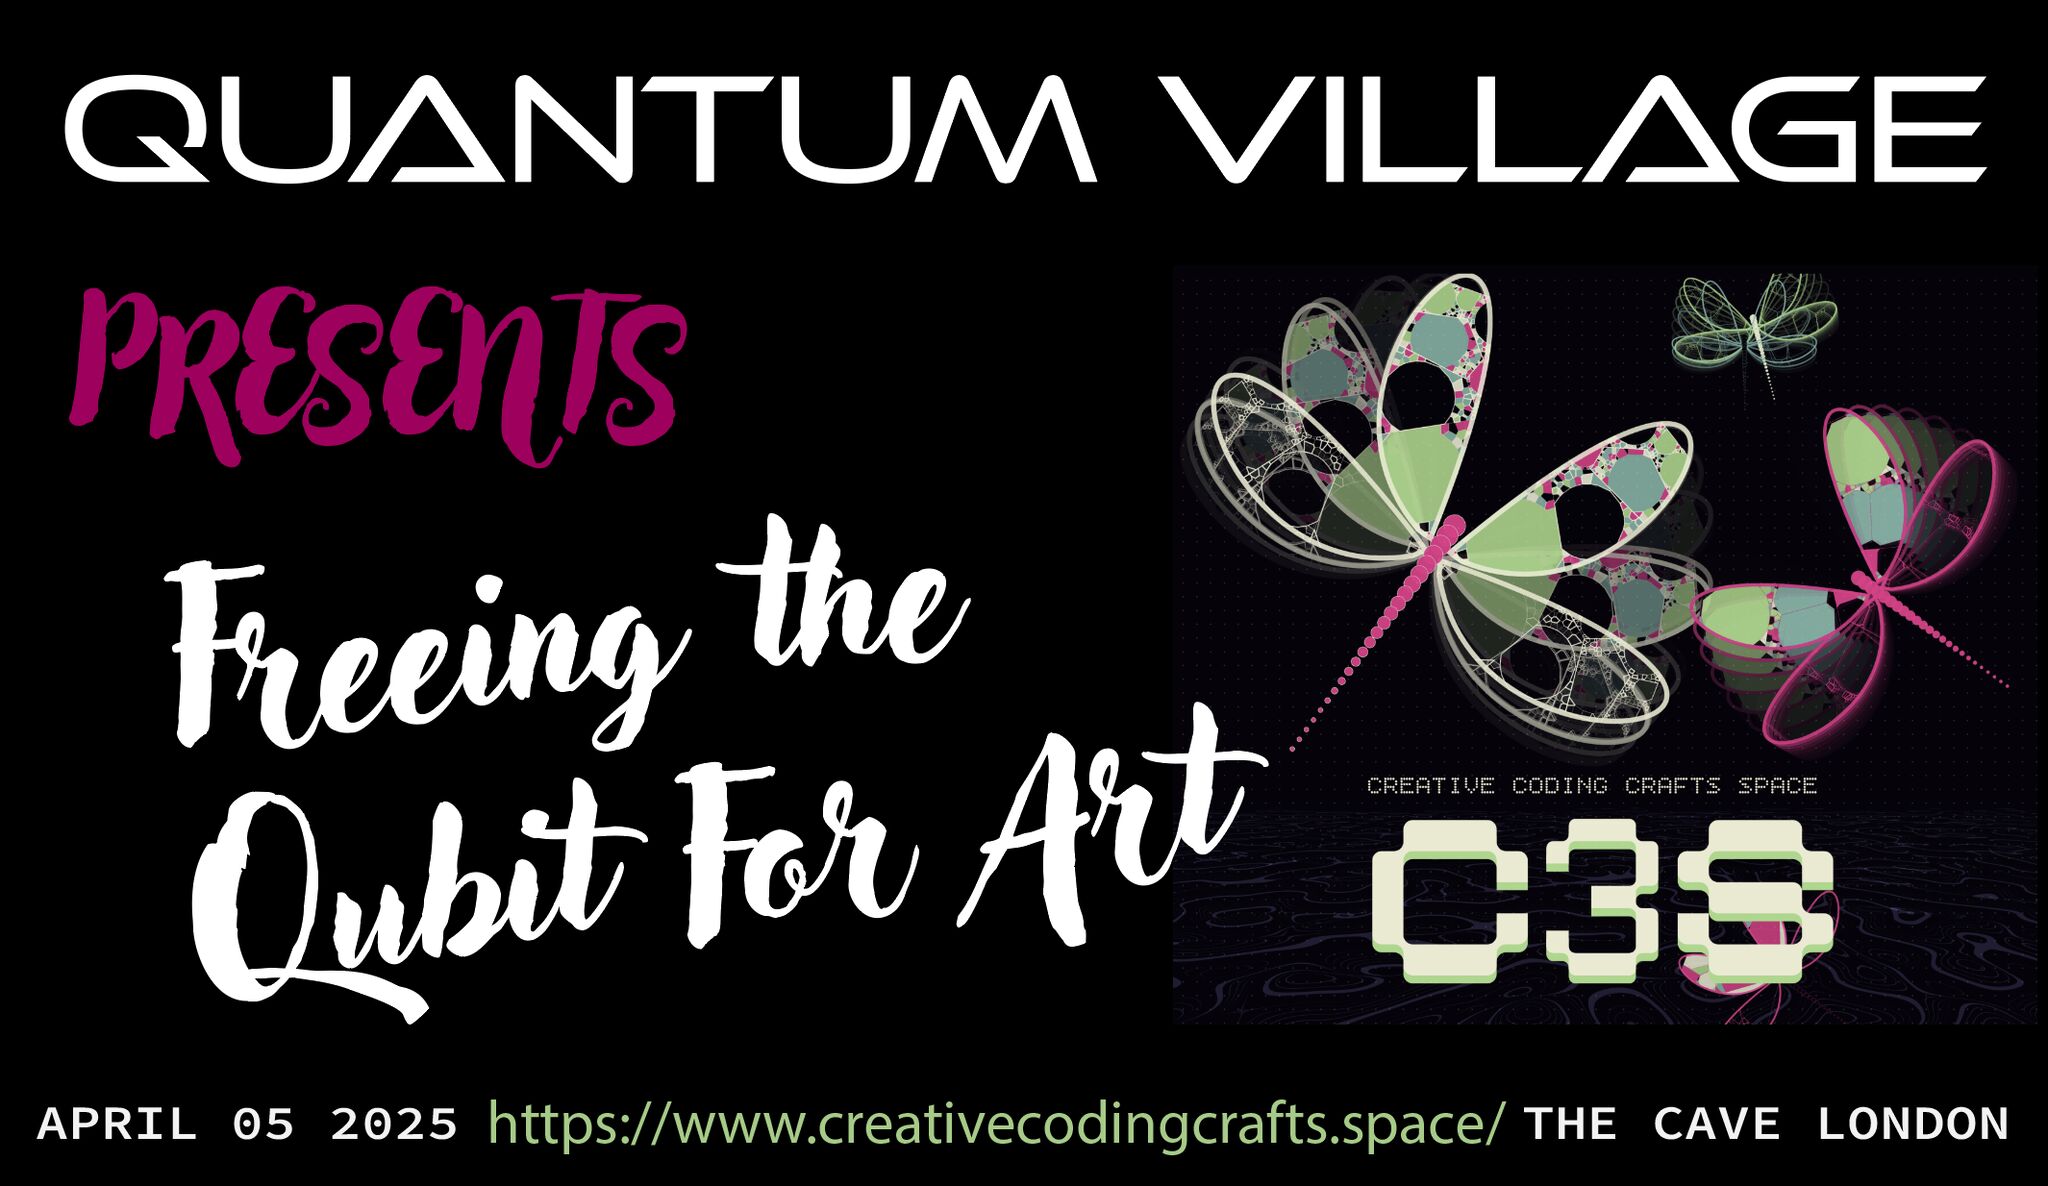 QUANTUM VILLAGE
PRESENTS
Freeing the
Qubit For Art
CREATIVE CODING CRAFTS SPACE
C3S
APRIL 05 2025 https://www.creativecodingcrafts.space/ THE CAVE LONDON